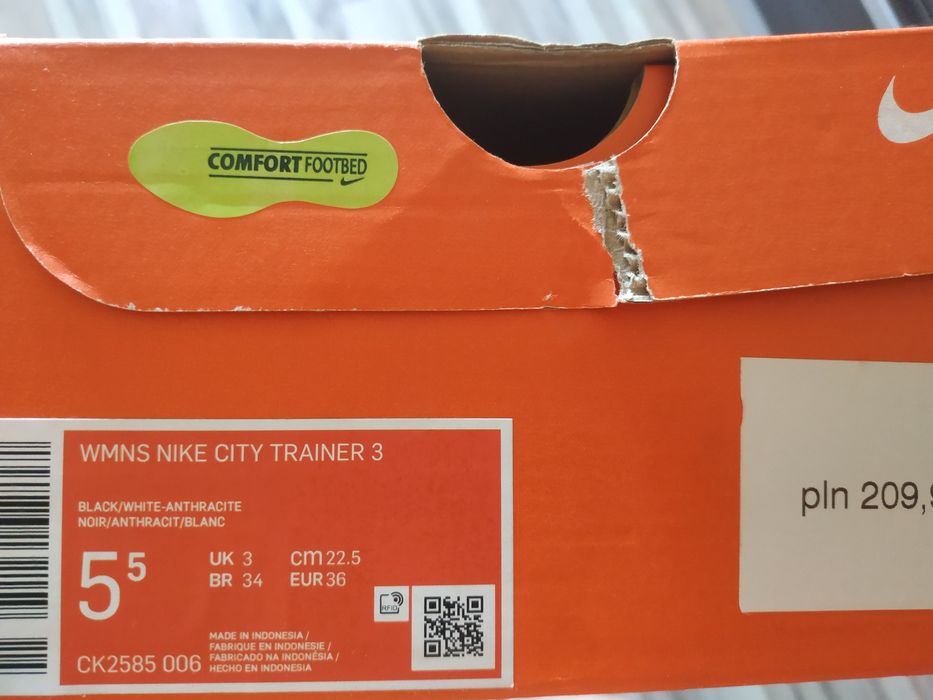 COMFORT FOOTBED
WMNS NIKE CITY TRAINER 3
BLACK/WHITE-ANTHRACITE
NOIR/ANTHRACIT/BLANC
5⁵
UK 3 cm 22.5
BR 34 EUR 36
RFID
MADE IN INDONESIA /
FABRIQUE EN INDONESIE /
FABRICADO NA INDONÉSIA /
HECHO EN INDONESIA
CK2585 006
pln 209,9